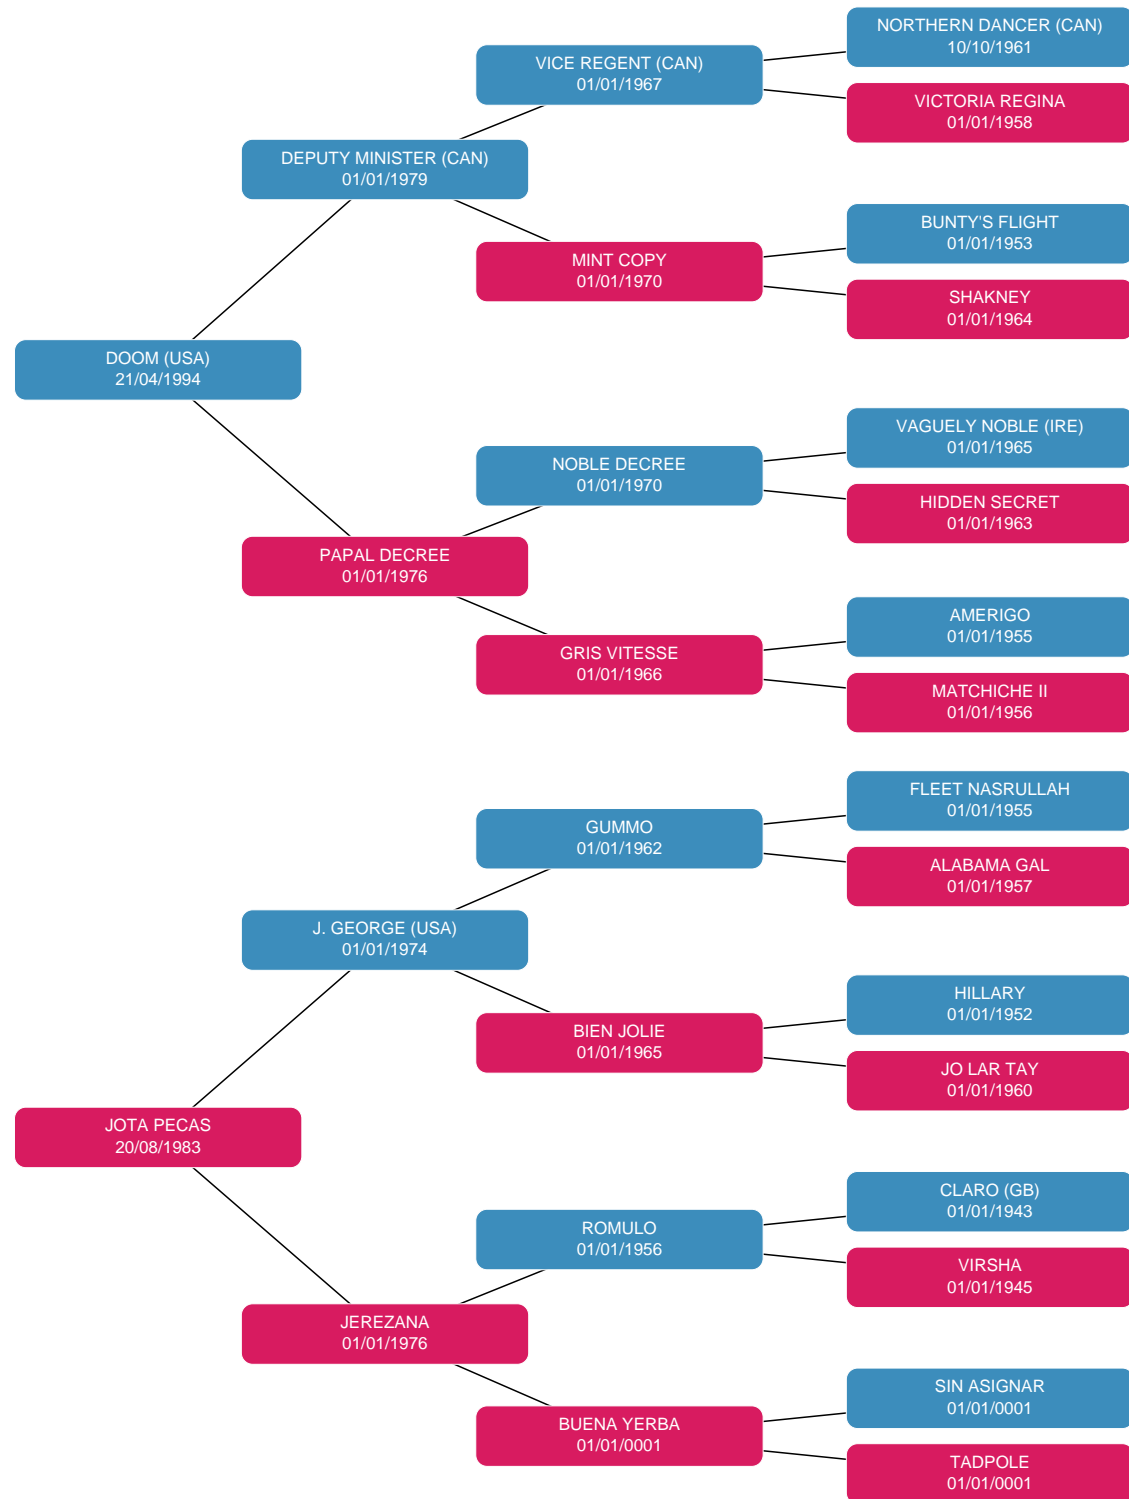 NORTHERN DANCER (CAN)
10/10/1961
VICE REGENT (CAN)
01/01/1967
VICTORIA REGINA
01/01/1958
DEPUTY MINISTER (CAN)
01/01/1979
BUNTY'S FLIGHT
01/01/1953
MINT COPY
01/01/1970
SHAKNEY
01/01/1964
DOOM (USA)
21/04/1994
VAGUELY NOBLE (IRE)
01/01/1965
NOBLE DECREE
01/01/1970
HIDDEN SECRET
01/01/1963
PAPAL DECREE
01/01/1976
AMERIGO
01/01/1955
GRIS VITESSE
01/01/1966
MATCHICHE II
01/01/1956
FLEET NASRULLAH
01/01/1955
GUMMO
01/01/1962
ALABAMA GAL
01/01/1957
J. GEORGE (USA)
01/01/1974
HILLARY
01/01/1952
BIEN JOLIE
01/01/1965
JO LAR TAY
01/01/1960
JOTA PECAS
20/08/1983
CLARO (GB)
01/01/1943
ROMULO
01/01/1956
VIRSHA
01/01/1945
JEREZANA
01/01/1976
SIN ASIGNAR
01/01/0001
BUENA YERBA
01/01/0001
TADPOLE
01/01/0001